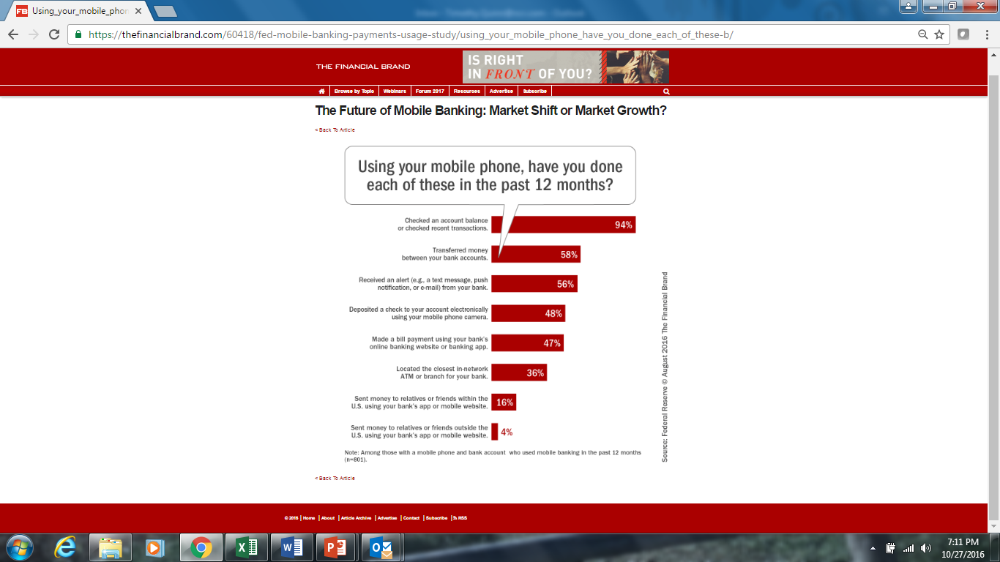 Using_your_mobile_phon
https://thefinancialbrand.com/60418/fed-mobile-banking-payments-usage-study/using_your_mobile_phone_have_you_done_each_of_these-b/
THE FINANCIAL BRAND
IS RIGHT
IN FRONT OF YOU?
Browse by Topic Webinars Forum 2017 Resources Advertise Subscribe
The Future of Mobile Banking: Market Shift or Market Growth?
< Back To Article
Using your mobile phone, have you done
each of these in the past 12 months?
Checked an account balance
or checked recent transactions.
94%
Transferred money
between your bank accounts.
58%
Received an alert (e.g., a text message, push
notification, or e-mail) from your bank.
56%
Deposited a check to your account electronically
using your mobile phone camera.
48%
Made a bill payment using your bank's
online banking website or banking app.
47%
Located the closest in-network
ATM or branch for your bank.
36%
Sent money to relatives or friends within the
U.S. using your bank's app or mobile website.
16%
Sent money to relatives or friends outside the
U.S. using your bank's app or mobile website.
4%
Note: Among those with a mobile phone and bank account who used mobile banking in the past 12 months
(n=801).
Source: Federal Reserve © August 2016 The Financial Brand
< Back To Article
© 2016 | Home | About | Article Archive | Advertise | Contact | Subscribe | RSS
7:11 PM
10/27/2016